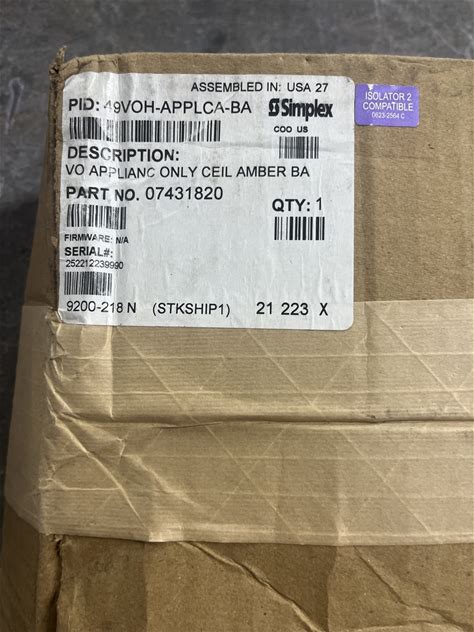 ASSEMBLED IN: USA 27
PID: 49VOH-APPLCA-BA
Simplex
COO US
DESCRIPTION:
VO APPLIANC ONLY CEIL AMBER BA
PART NO. 07431820
QTY: 1
FIRMWARE: N/A
SERIAL#:
252212239990
9200-218 N (STKSHIP1) 21 223 X
ISOLATOR 2
COMPATIBLE
0623-2564 C